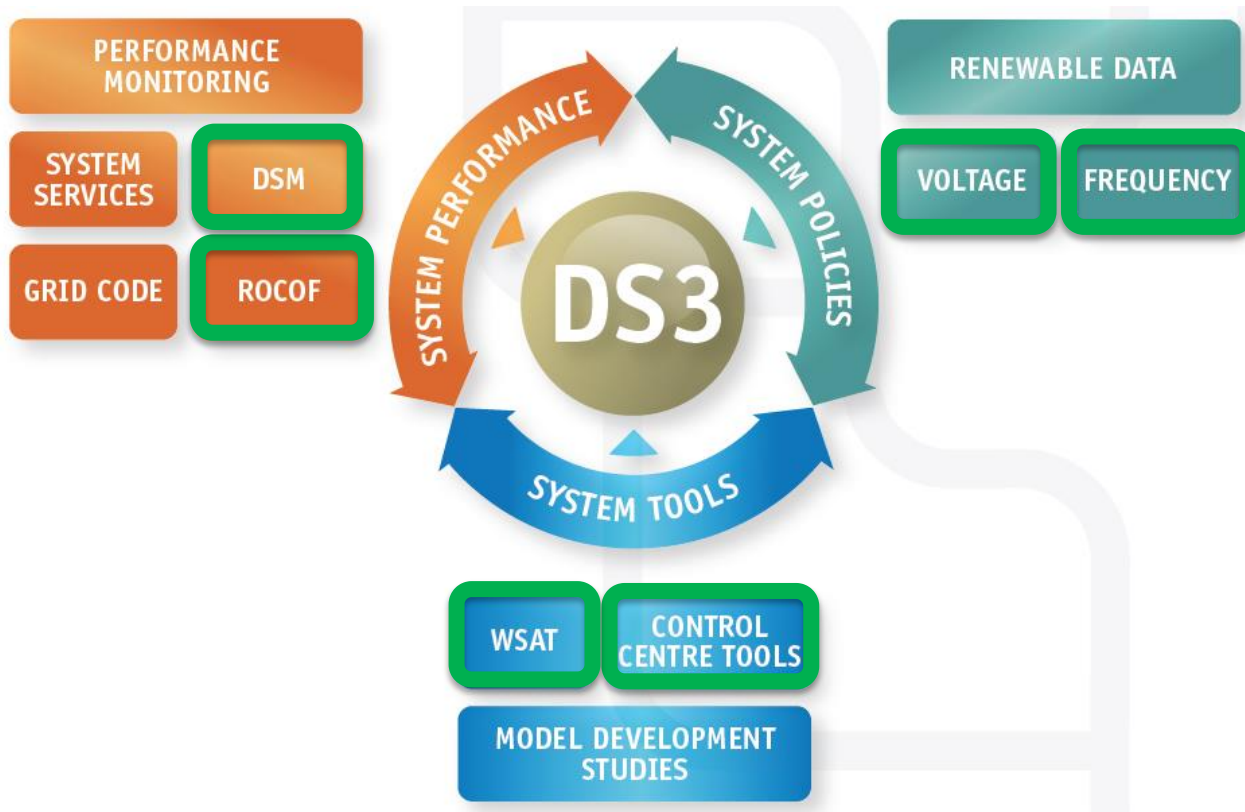 PERFORMANCE
MONITORING
SYSTEM
SERVICES
DSM
GRID CODE
ROCOF
SYSTEM PERFORMANCE
SYSTEM POLICIES
DS3
SYSTEM TOOLS
RENEWABLE DATA
VOLTAGE
FREQUENCY
WSAT
CONTROL
CENTRE TOOLS
MODEL DEVELOPMENT
STUDIES